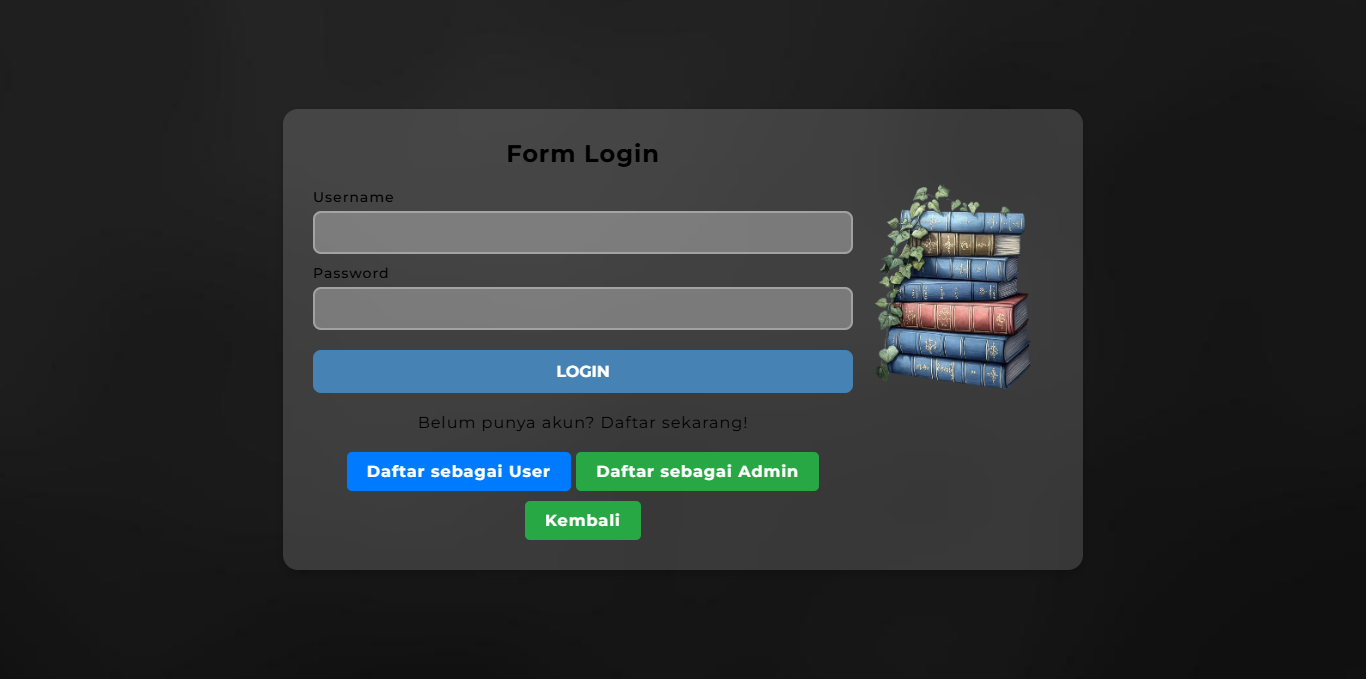 Form Login
Username
Password
LOGIN
Belum punya akun? Daftar sekarang!
Daftar sebagai User
Daftar sebagai Admin
Kembali